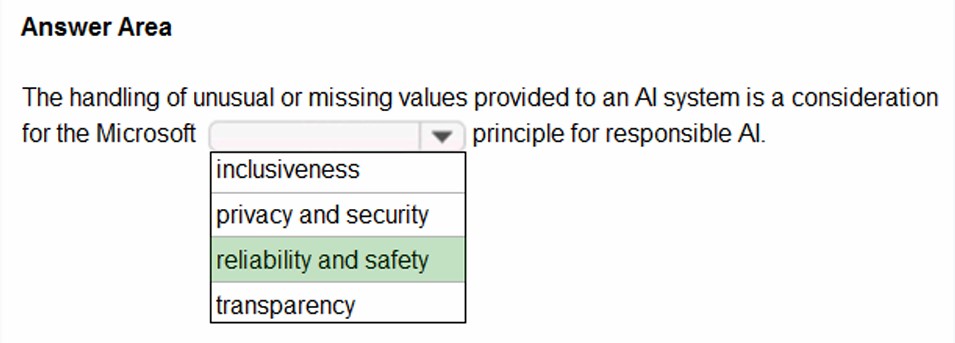 Answer Area
The handling of unusual or missing values provided to an AI system is a consideration
for the Microsoft principle for responsible AI.
inclusiveness
privacy and security
reliability and safety
transparency